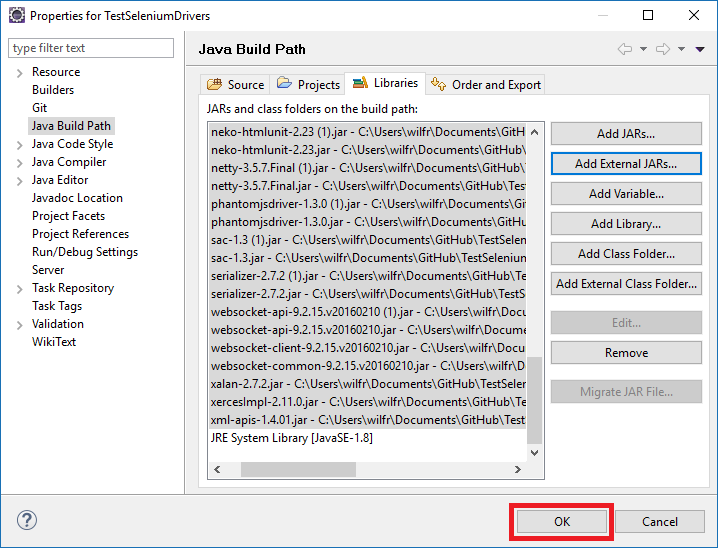 Properties for TestSeleniumDrivers
type filter text
Resource
Builders
Git
Java Build Path
Java Code Style
Java Compiler
Java Editor
Javadoc Location
Project Facets
Project References
Run/Debug Settings
Server
Task Repository
Task Tags
Validation
WikiText
Java Build Path
Source
Projects
Libraries
Order and Export
JARs and class folders on the build path:
neko-htmlunit-2.23 (1).jar - C:\Users\wilfr\Documents\GitH
neko-htmlunit-2.23.jar - C:\Users\wilfr\Documents\GitHub
netty-3.5.7.Final (1).jar - C:\Users\wilfr\Documents\GitHu
netty-3.5.7.Final.jar - C:\Users\wilfr\Documents\GitHub\Tes
phantomjsdriver-1.3.0 (1).jar - C:\Users\wilfr\Documents\
phantomjsdriver-1.3.0.jar - C:\Users\wilfr\Documents\Git
sac-1.3 (1).jar - C:\Users\wilfr\Documents\GitHub\TestSele
sac-1.3.jar - C:\Users\wilfr\Documents\GitHub\TestSelenium
serializer-2.7.2 (1).jar - C:\Users\wilfr\Documents\GitHub\
serializer-2.7.2.jar - C:\Users\wilfr\Documents\GitHub\TestS
websocket-api-9.2.15.v20160210 (1).jar - C:\Users\wilfr\Do
websocket-api-9.2.15.v20160210.jar - C:\Users\wilfr\Docum
websocket-client-9.2.15.v20160210.jar - C:\Users\wilfr\Docu
websocket-common-9.2.15.v20160210.jar - C:\Users\wilfr\D
xalan-2.7.2.jar - C:\Users\wilfr\Documents\GitHub\TestSelen
xercesImpl-2.11.0.jar - C:\Users\wilfr\Documents\GitHub\T
xml-apis-1.4.01.jar - C:\Users\wilfr\Documents\GitHub\Test
JRE System Library [JavaSE-1.8]
Add JARs...
Add External JARs...
Add Variable...
Add Library...
Add Class Folder...
Add External Class Folder...
Edit...
Remove
Migrate JAR File...
?
OK
Cancel